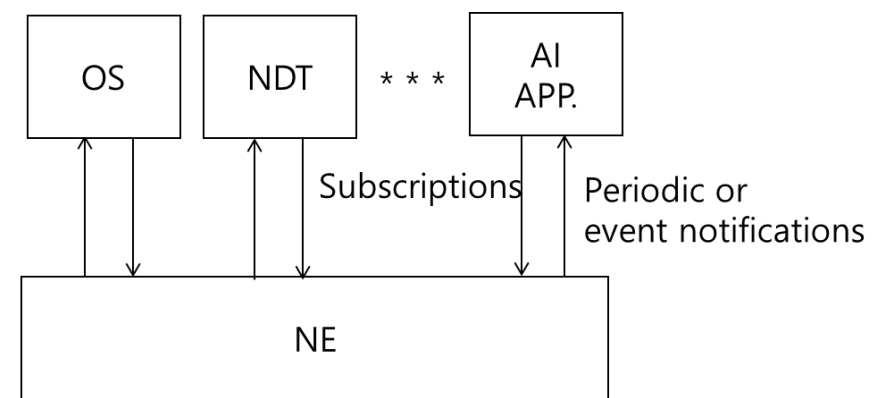 OS
NDT
* * *
AI
APP.
Subscriptions
Periodic or
event notifications
NE